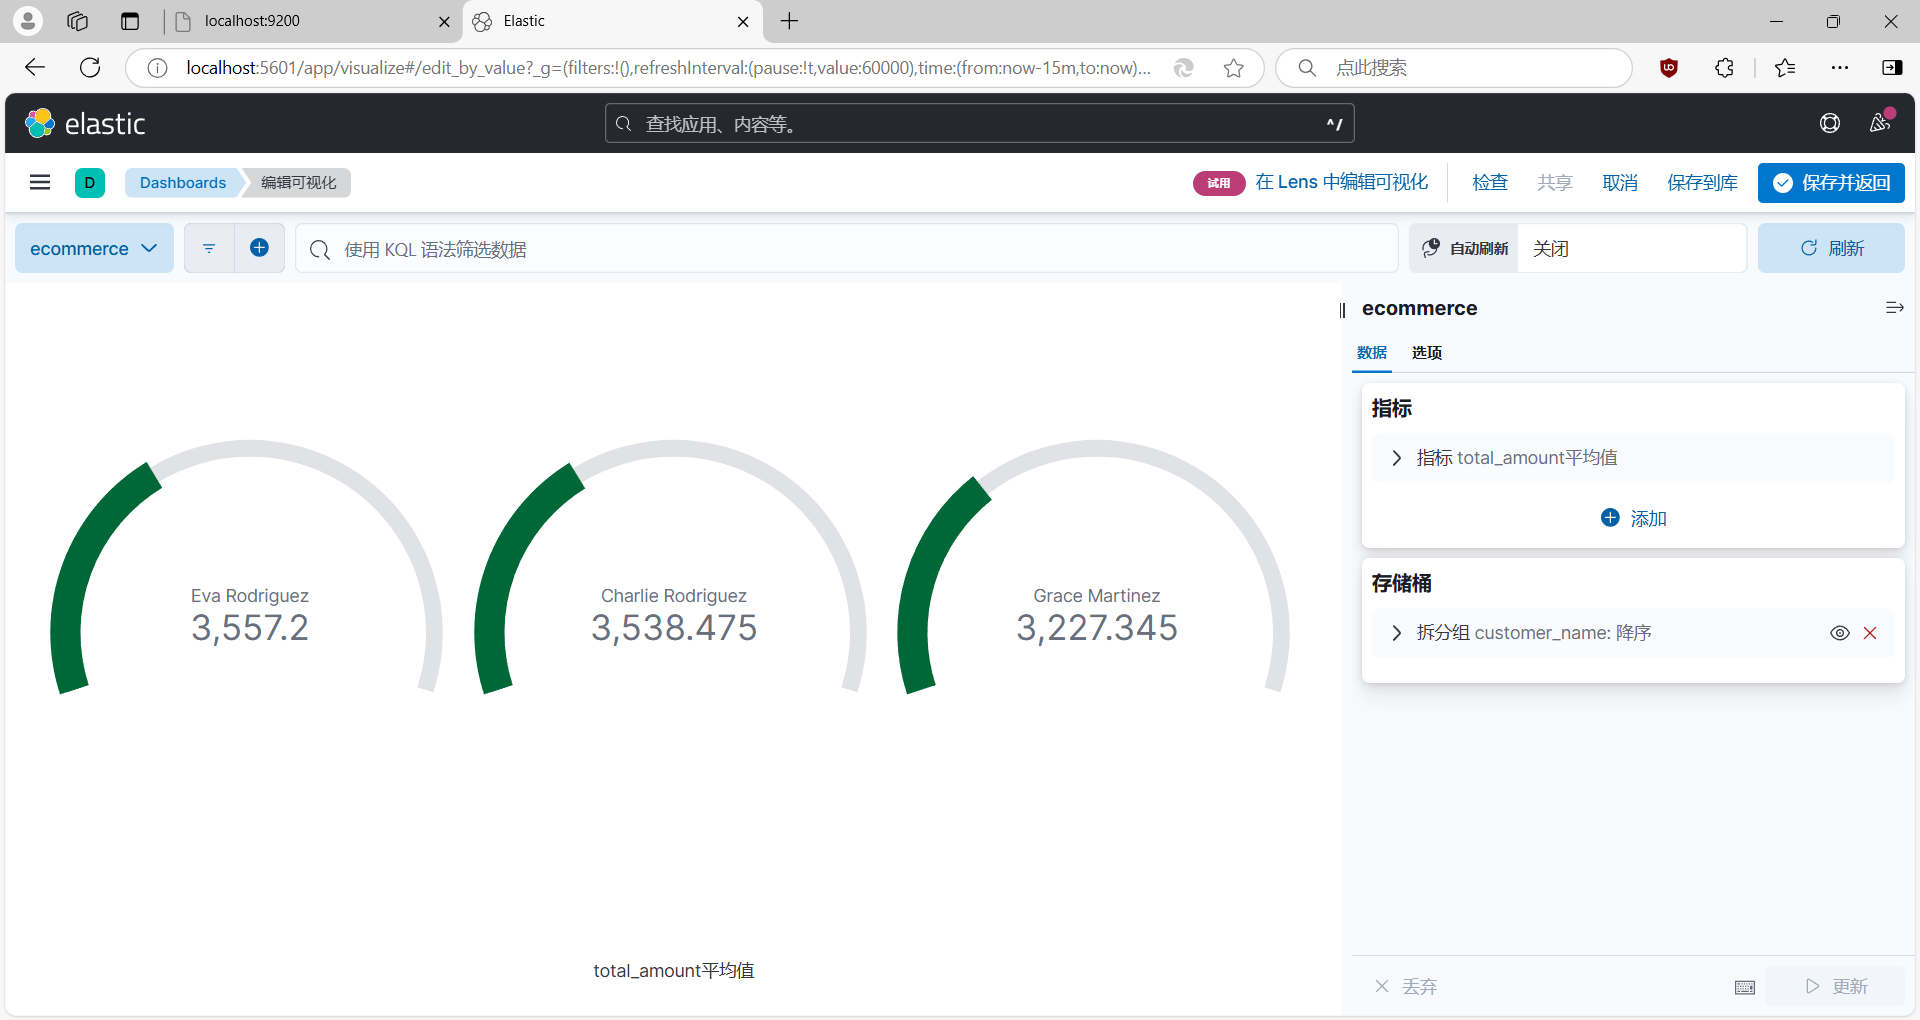 localhost:9200
Elastic
localhost:5601/app/visualize#/edit_by_value?_g=(filters:!(),refreshInterval:(pause:!t,value:60000),time:(from:now-15m,to:now)...
点此搜索
elastic
查找应用、内容等。
^/
D
Dashboards
编辑可视化
试用
在 Lens 中编辑可视化
检查
共享
取消
保存到库
保存并返回
ecommerce
使用 KQL 语法筛选数据
自动刷新
关闭
刷新
Eva Rodriguez
3,557.2
Charlie Rodriguez
3,538.475
Grace Martinez
3,227.345
total_amount平均值
ecommerce
数据
选项
指标
指标 total_amount平均值
添加
存储桶
拆分组 customer_name: 降序
丢弃
更新